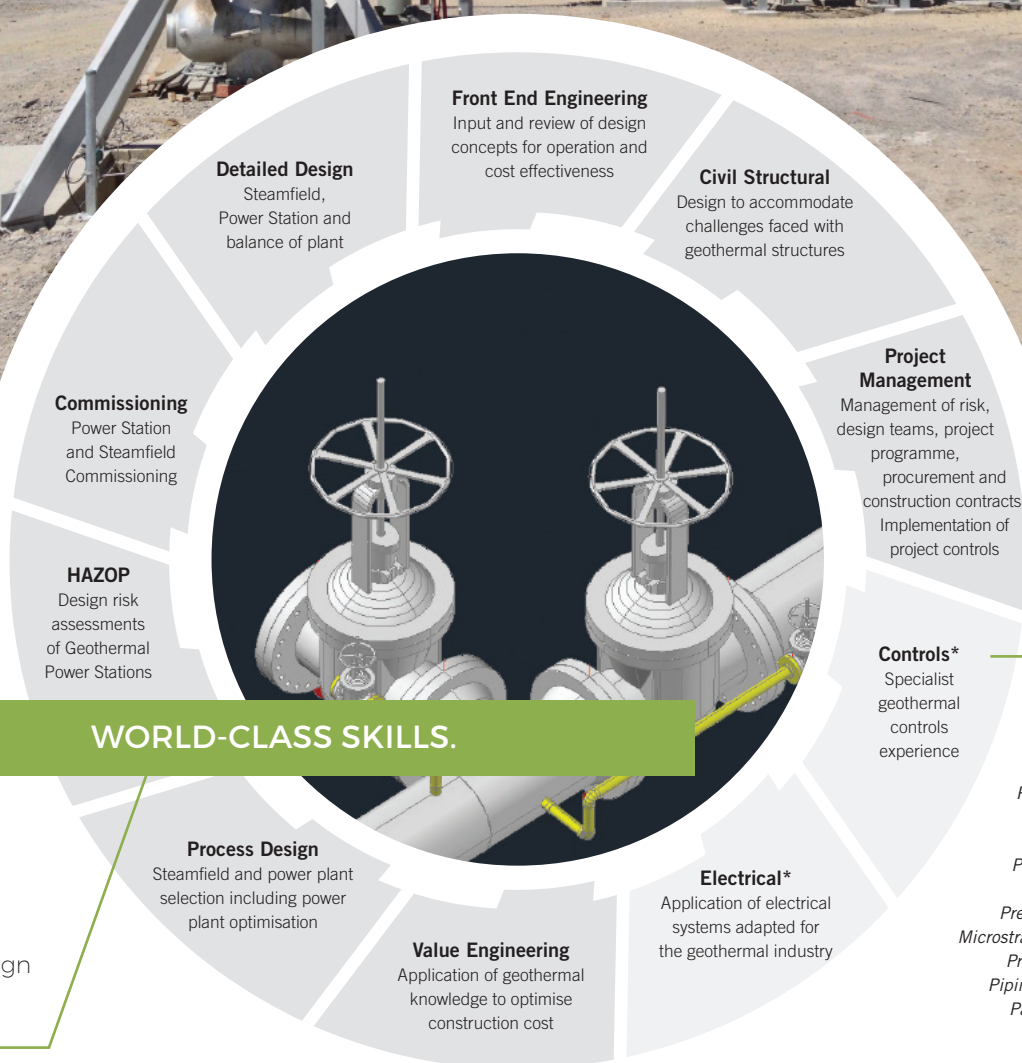 Front End Engineering
Input and review of design
concepts for operation and
cost effectiveness
Civil Structural
Design to accommodate
challenges faced with
geothermal structures
Project
Management
Management of risk,
design teams, project
programme,
procurement and
construction contracts
Implementation of
project controls
Controls*
Specialist
geothermal
controls
experience
Electrical*
Application of electrical
systems adapted for
the geothermal industry
Value Engineering
Application of geothermal
knowledge to optimise
construction cost
Process Design
Steamfield and power plant
selection including power
plant optimisation
HAZOP
Design risk
assessments
of Geothermal
Power Stations
Commissioning
Power Station
and Steamfield
Commissioning
Detailed Design
Steamfield,
Power Station and
balance of plant
WORLD-CLASS SKILLS.